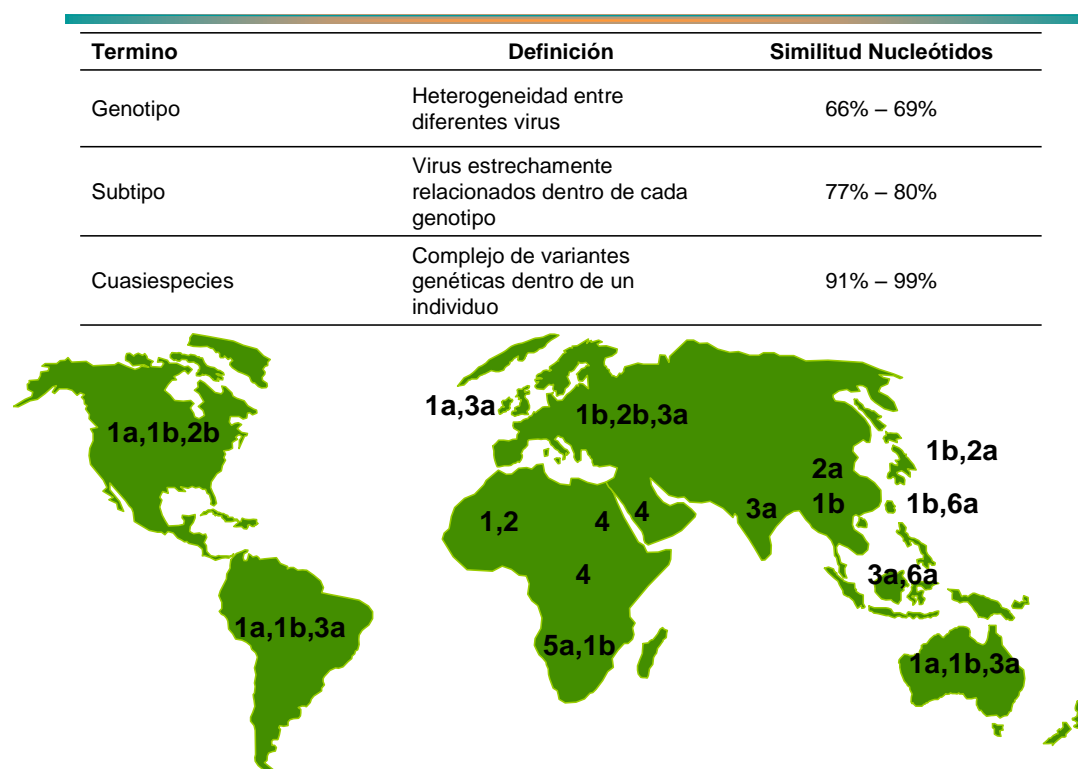 Termino Definición Similitud Nucleótidos
Genotipo Heterogeneidad entre
diferentes virus 66% – 69%
Subtipo Virus estrechamente
relacionados dentro de cada
genotipo 77% – 80%
Cuasiespecies Complejo de variantes
genéticas dentro de un
individuo 91% – 99%
1a,3a
1b,2b,3a
1a,1b,2b
1b,2a
2a
1b
1b,6a
3a
4
4
1,2
4
3a,6a
1a,1b,3a
5a,1b
1a,1b,3a